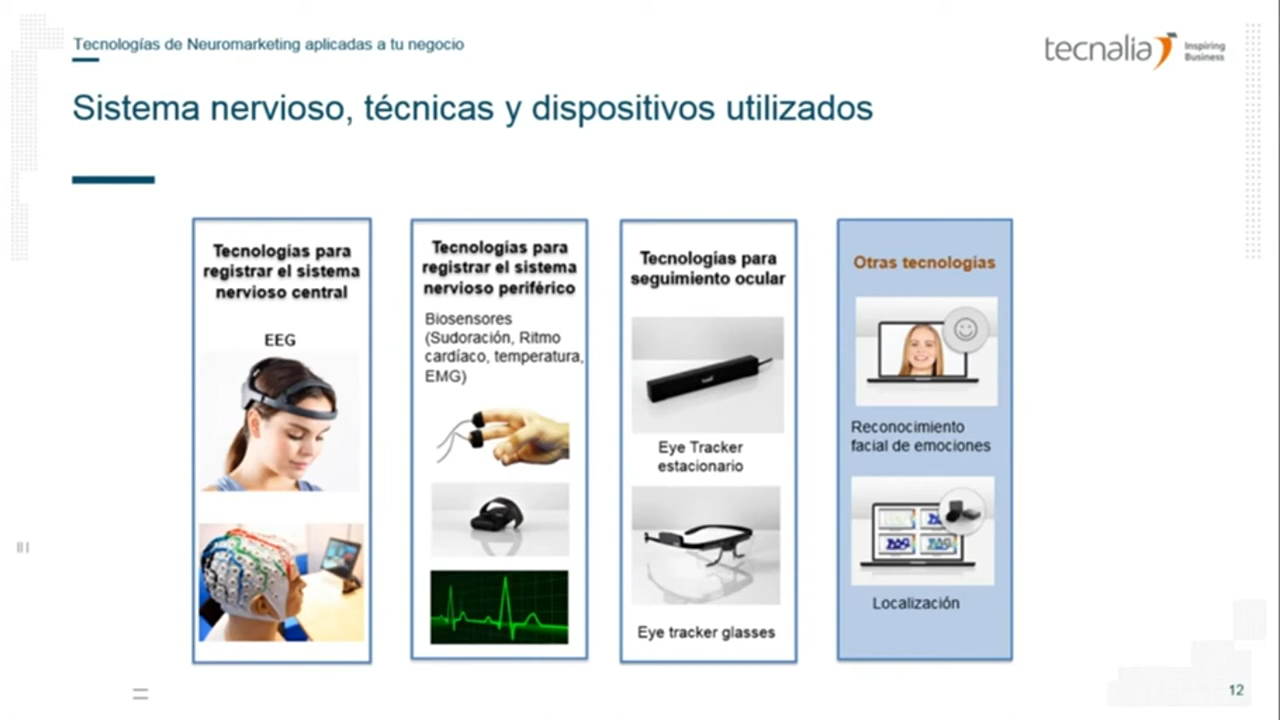 Tecnologías de Neuromarketing aplicadas a tu negocio
tecnalia
Inspiring
Business
Sistema nervioso, técnicas y dispositivos utilizados
Tecnologías para
registrar el sistema
nervioso central
EEG
Tecnologías para
registrar el sistema
nervioso periférico
Biosensores
(Sudoración, Ritmo
cardíaco, temperatura,
EMG)
Tecnologías para
seguimiento ocular
Eye Tracker
estacionario
Eye tracker glasses
Otras tecnologías
Reconocimiento
facial de emociones
Localización
12